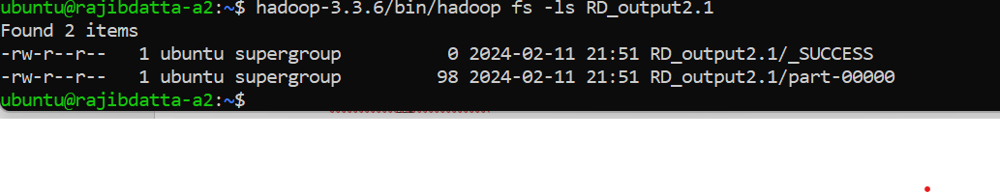 ubuntu@rajibdatta-a2:~$ hadoop-3.3.6/bin/hadoop fs -ls RD_output2.1
Found 2 items
-rw-r--r--   1 ubuntu supergroup          0 2024-02-11 21:51 RD_output2.1/_SUCCESS
-rw-r--r--   1 ubuntu supergroup         98 2024-02-11 21:51 RD_output2.1/part-00000
ubuntu@rajibdatta-a2:~$